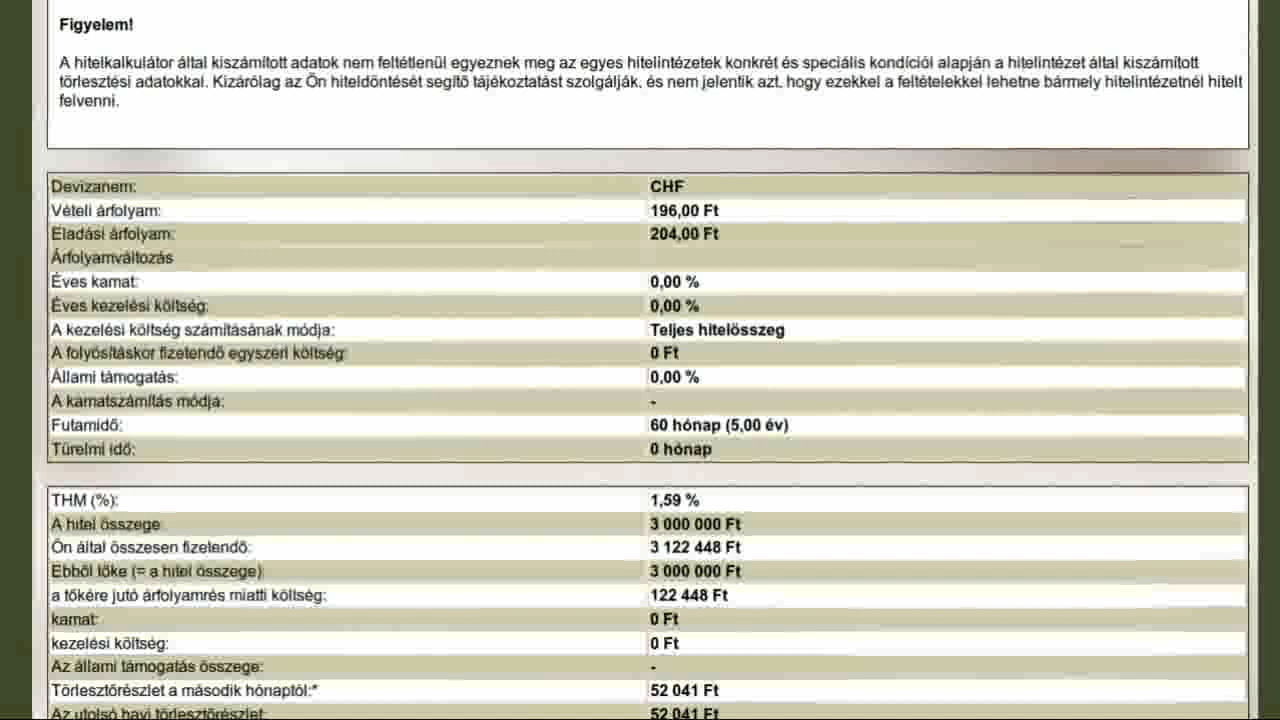 Figyelem!
A hitelkalkulátor által kiszámított adatok nem feltétlenül egyeznek meg az egyes hitelintézetek konkrét és speciális kondíciói alapján a hitelintézet által kiszámított
törlesztési adatokkal. Kizárólag az Ön hiteldöntését segítő tájékoztatást szolgálják, és nem jelentik azt, hogy ezekkel a feltételekkel lehetne bármely hitelintézetnél hitelt
felvenni.
Devizanem: CHF
Vételi árfolyam: 196,00 Ft
Eladási árfolyam: 204,00 Ft
Árfolyamváltozás
Éves kamat: 0,00 %
Éves kezelési költség: 0,00 %
A kezelési költség számításának módja: Teljes hitelösszeg
A folyósításkor fizetendő egyszeri költség: 0 Ft
Állami támogatás: 0,00 %
A kamatszámítás módja: -
Futamidő: 60 hónap (5,00 év)
Türelmi idő: 0 hónap
THM (%): 1,59 %
A hitel összege: 3 000 000 Ft
Ön által összesen fizetendő: 3 122 448 Ft
Ebből tőke (= a hitel összege) 3 000 000 Ft
a tőkére jutó árfolyamrés miatti költség: 122 448 Ft
kamat: 0 Ft
kezelési költség: 0 Ft
Az állami támogatás összege: -
Törlesztőrészlet a második hónaptól:* 52 041 Ft
Az utolsó havi törlesztőrészlet: 52 041 Ft